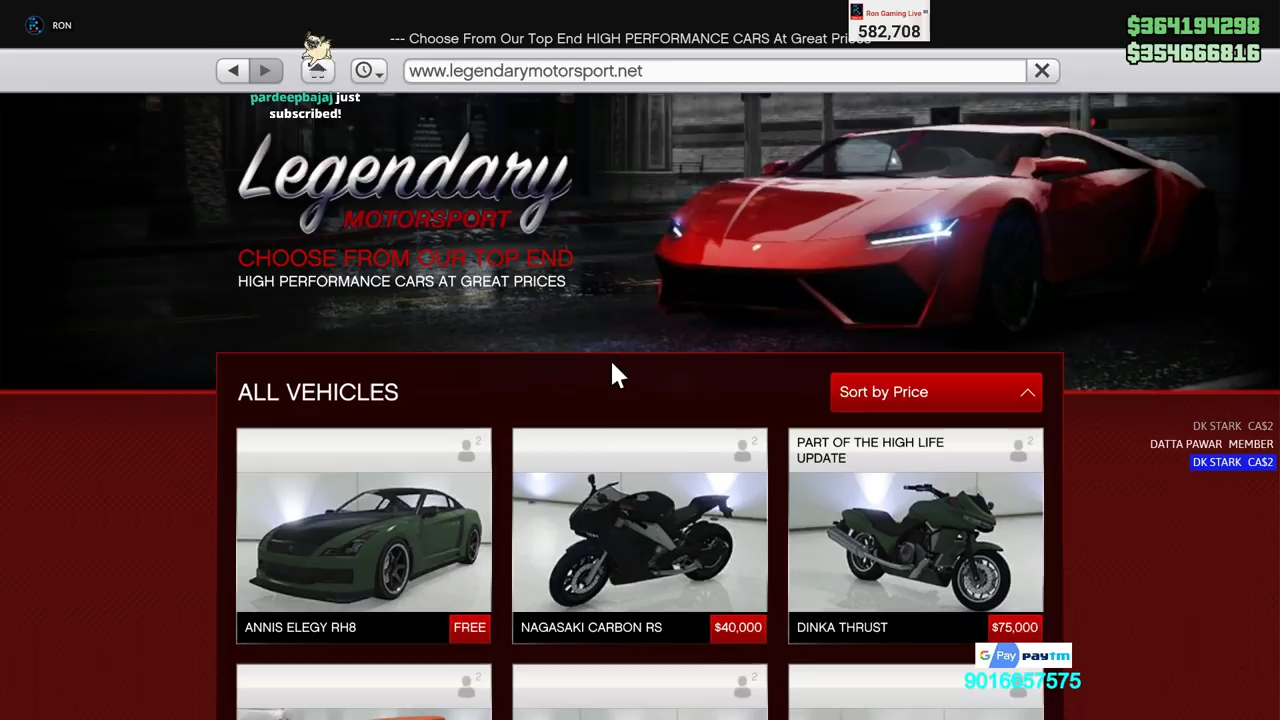 RON
--- Choose From Our Top End HIGH PERFORMANCE CARS At Great
Ron Gaming Live
582,708
$364194298
$354666816
www.legendarymotorsport.net
pardeepbajaj just
subscribed!
Legendary
MOTORSPORT
CHOOSE FROM OUR TOP END
HIGH PERFORMANCE CARS AT GREAT PRICES
ALL VEHICLES
Sort by Price
DK STARK CA$2
DATTA PAWAR MEMBER
DK STARK CA$2
2
2
PART OF THE HIGH LIFE
UPDATE
2
ANNIS ELEGY RH8
FREE
NAGASAKI CARBON RS
$40,000
DINKA THRUST
$75,000
G Pay paytm
9016657575
2
2
2